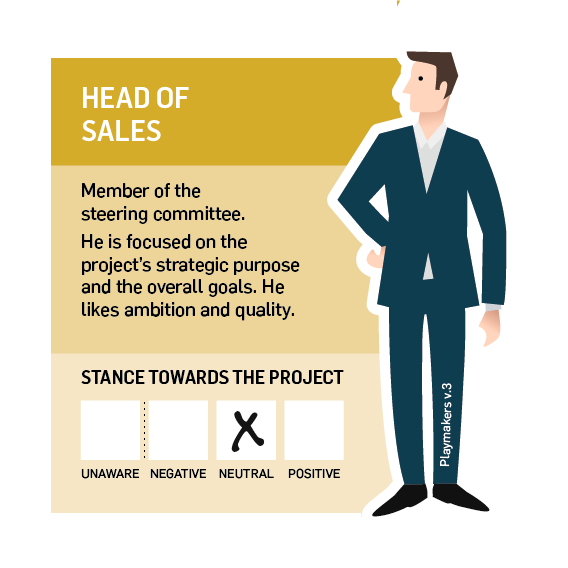 HEAD OF
SALES
Member of the
steering committee.
He is focused on the
project's strategic purpose
and the overall goals. He
likes ambition and quality.
STANCE TOWARDS THE PROJECT
X
UNAWARE NEGATIVE NEUTRAL POSITIVE
Playmakers v.3